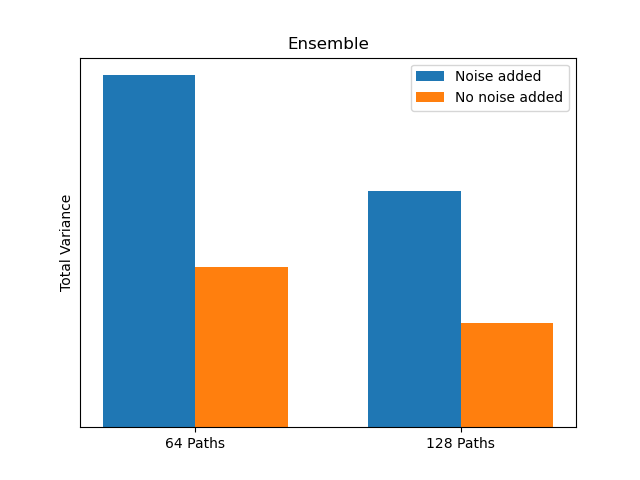 Ensemble
Noise added
No noise added
Total Variance
64 Paths
128 Paths